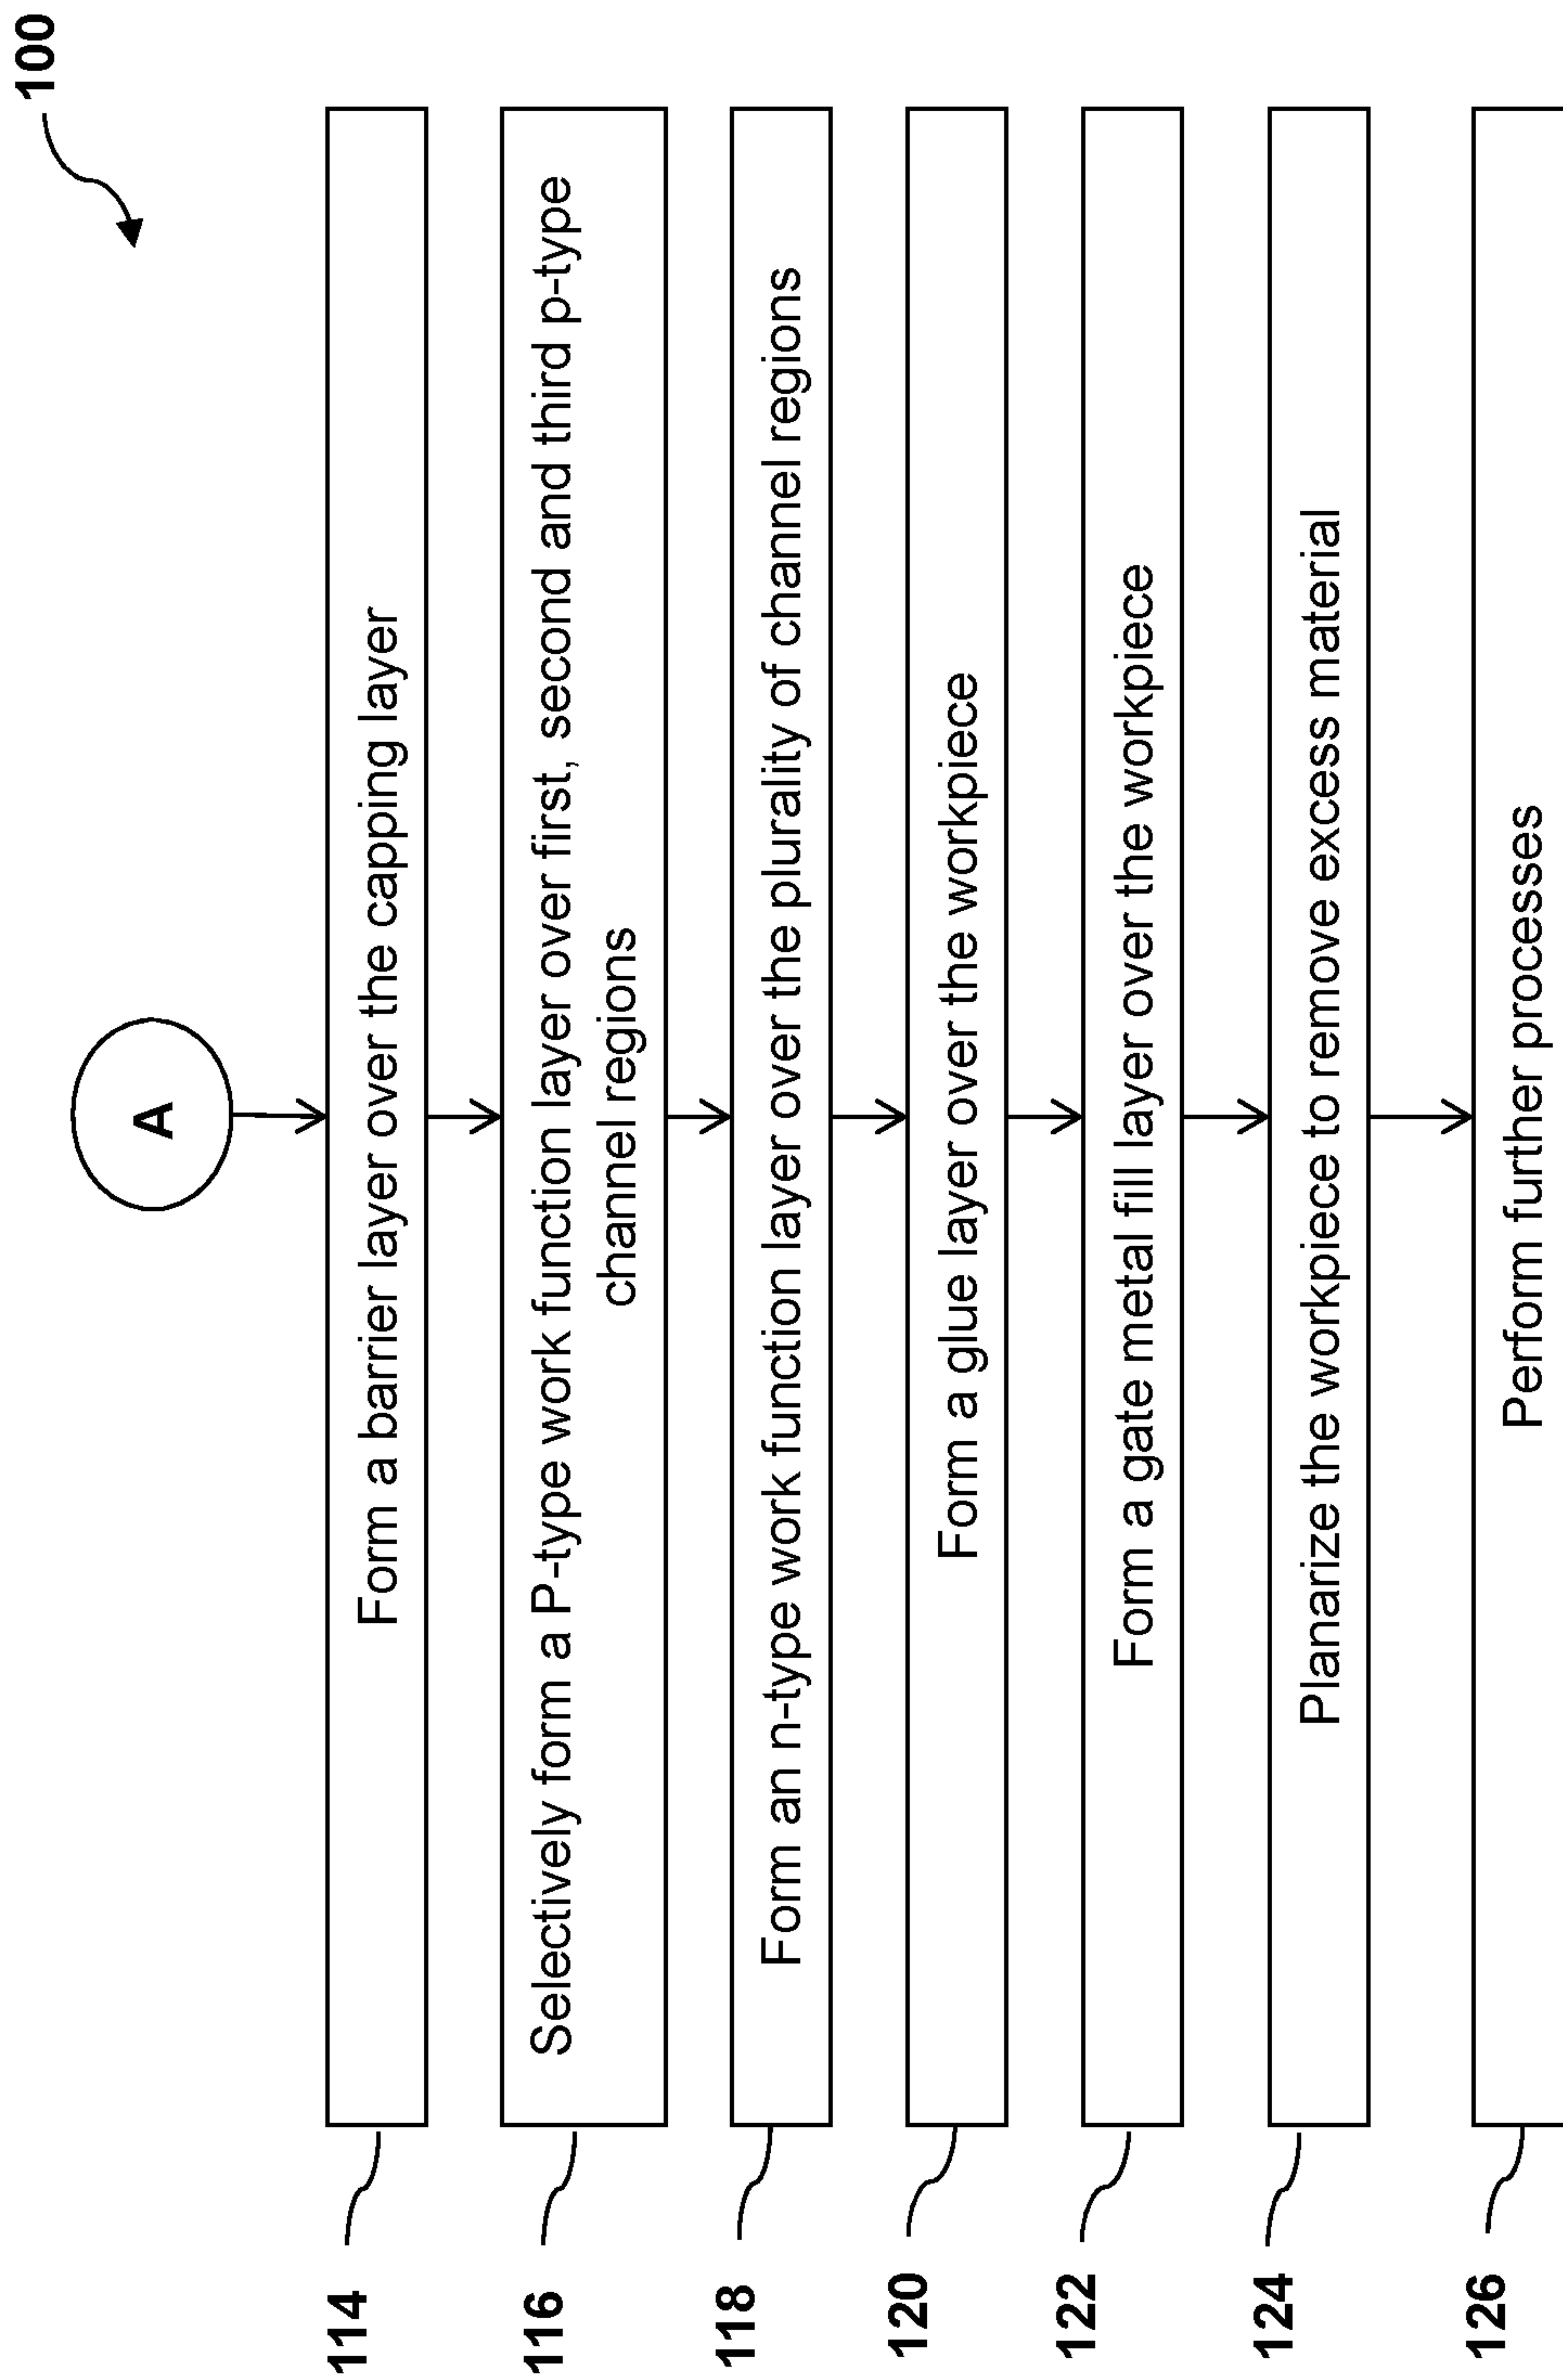 100
A
114
Form a barrier layer over the capping layer
116
Selectively form a P-type work function layer over first, second and third p-type
channel regions
118
Form an n-type work function layer over the plurality of channel regions
120
Form a glue layer over the workpiece
122
Form a gate metal fill layer over the workpiece
124
Planarize the workpiece to remove excess material
126
Perform further processes